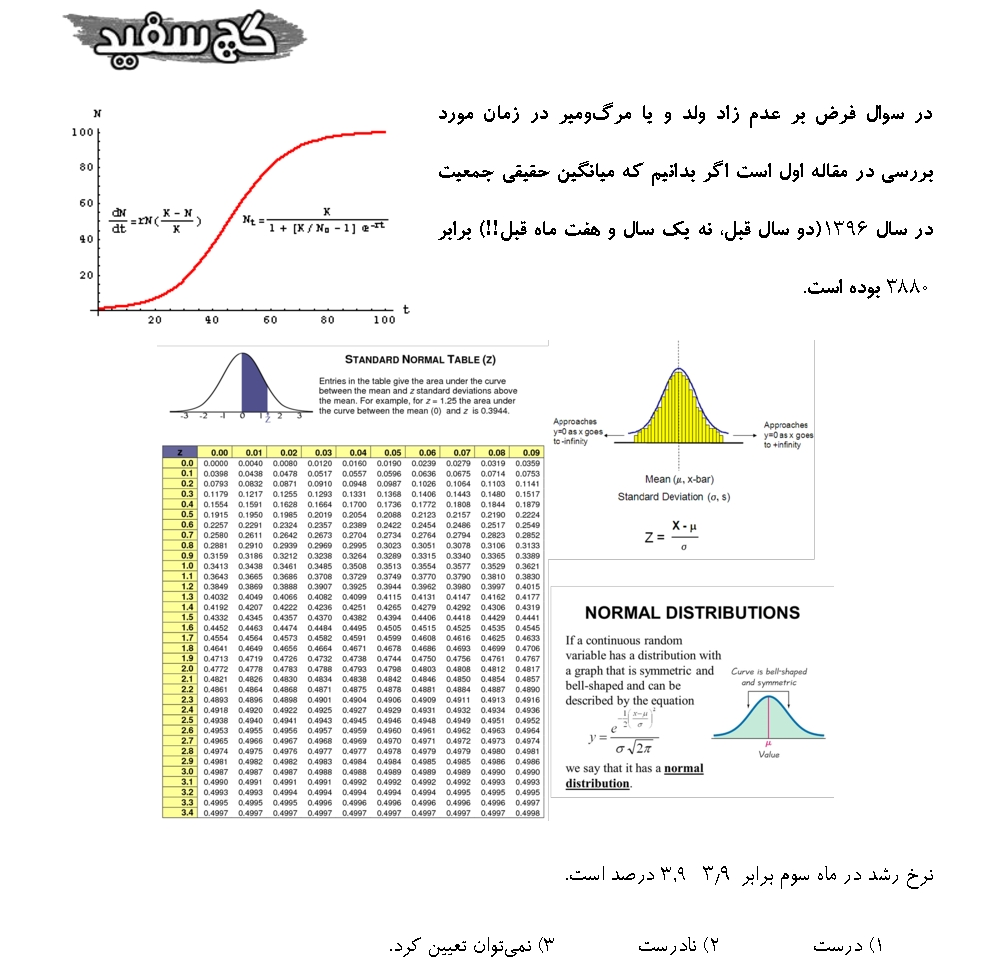 گچ سفید
در سوال فرض بر عدم زاد ولد و یا مرگ‌ومیر در زمان مورد
بررسی در مقاله اول است اگر بدانیم که میانگین حقیقی جمعیت
در سال ۱۳۹۶(دو سال قبل، نه یک سال و هفت ماه قبل!!) برابر
۳۸۸۰ بوده است.
N
100
80
60
40
20
dN/dt=rN(K - N/K)
Nt= K / 1 + [K/N0 - 1] e^-rt
20 40 60 80 100 t
STANDARD NORMAL TABLE (Z)
Entries in the table give the area under the curve
between the mean and z standard deviations above
the mean. For example, for z = 1.25 the area under
the curve between the mean (0) and z is 0.3944.
-3 -2 -1 0 1 Z 2 3
Z 0.00 0.01 0.02 0.03 0.04 0.05 0.06 0.07 0.08 0.09
0.0 0.0000 0.0040 0.0080 0.0120 0.0160 0.0190 0.0239 0.0279 0.0319 0.0359
0.1 0.0398 0.0438 0.0478 0.0517 0.0557 0.0596 0.0636 0.0675 0.0714 0.0753
0.2 0.0793 0.0832 0.0871 0.0910 0.0948 0.0987 0.1026 0.1064 0.1103 0.1141
0.3 0.1179 0.1217 0.1255 0.1293 0.1331 0.1368 0.1406 0.1443 0.1480 0.1517
0.4 0.1554 0.1591 0.1628 0.1664 0.1700 0.1736 0.1772 0.1808 0.1844 0.1879
0.5 0.1915 0.1950 0.1985 0.2019 0.2054 0.2088 0.2123 0.2157 0.2190 0.2224
0.6 0.2257 0.2291 0.2324 0.2357 0.2389 0.2422 0.2454 0.2486 0.2517 0.2549
0.7 0.2580 0.2611 0.2642 0.2673 0.2704 0.2734 0.2764 0.2794 0.2823 0.2852
0.8 0.2881 0.2910 0.2939 0.2969 0.2995 0.3023 0.3051 0.3078 0.3106 0.3133
0.9 0.3159 0.3186 0.3212 0.3238 0.3264 0.3289 0.3315 0.3340 0.3365 0.3389
1.0 0.3413 0.3438 0.3461 0.3485 0.3508 0.3513 0.3554 0.3577 0.3529 0.3621
1.1 0.3643 0.3665 0.3686 0.3708 0.3729 0.3749 0.3770 0.3790 0.3810 0.3830
1.2 0.3849 0.3869 0.3888 0.3907 0.3925 0.3944 0.3962 0.3980 0.3997 0.4015
1.3 0.4032 0.4049 0.4066 0.4082 0.4099 0.4115 0.4131 0.4147 0.4162 0.4177
1.4 0.4192 0.4207 0.4222 0.4236 0.4251 0.4265 0.4279 0.4292 0.4306 0.4319
1.5 0.4332 0.4345 0.4357 0.4370 0.4382 0.4394 0.4406 0.4418 0.4429 0.4441
1.6 0.4452 0.4463 0.4474 0.4484 0.4495 0.4505 0.4515 0.4525 0.4535 0.4545
1.7 0.4554 0.4564 0.4573 0.4582 0.4591 0.4599 0.4608 0.4616 0.4625 0.4633
1.8 0.4641 0.4649 0.4656 0.4664 0.4671 0.4678 0.4686 0.4693 0.4699 0.4706
1.9 0.4713 0.4719 0.4726 0.4732 0.4738 0.4744 0.4750 0.4756 0.4761 0.4767
2.0 0.4772 0.4778 0.4783 0.4788 0.4793 0.4798 0.4803 0.4808 0.4812 0.4817
2.1 0.4821 0.4826 0.4830 0.4834 0.4838 0.4842 0.4846 0.4850 0.4854 0.4857
2.2 0.4861 0.4864 0.4868 0.4871 0.4875 0.4878 0.4881 0.4884 0.4887 0.4890
2.3 0.4893 0.4896 0.4898 0.4901 0.4904 0.4906 0.4909 0.4911 0.4913 0.4916
2.4 0.4918 0.4920 0.4922 0.4925 0.4927 0.4929 0.4931 0.4932 0.4934 0.4936
2.5 0.4938 0.4940 0.4941 0.4943 0.4945 0.4946 0.4948 0.4949 0.4951 0.4952
2.6 0.4953 0.4955 0.4956 0.4957 0.4959 0.4960 0.4961 0.4962 0.4963 0.4964
2.7 0.4965 0.4966 0.4967 0.4968 0.4969 0.4970 0.4971 0.4972 0.4973 0.4974
2.8 0.4974 0.4975 0.4976 0.4977 0.4977 0.4978 0.4979 0.4979 0.4980 0.4981
2.9 0.4981 0.4982 0.4982 0.4983 0.4984 0.4984 0.4985 0.4985 0.4986 0.4986
3.0 0.4987 0.4987 0.4987 0.4988 0.4988 0.4989 0.4989 0.4989 0.4990 0.4990
3.1 0.4990 0.4991 0.4991 0.4991 0.4992 0.4992 0.4992 0.4992 0.4993 0.4993
3.2 0.4993 0.4993 0.4994 0.4994 0.4994 0.4994 0.4994 0.4995 0.4995 0.4995
3.3 0.4995 0.4995 0.4995 0.4996 0.4996 0.4996 0.4996 0.4996 0.4996 0.4997
3.4 0.4997 0.4997 0.4997 0.4997 0.4997 0.4997 0.4997 0.4997 0.4997 0.4998
Approaches
y=0 as x goes
to -infinity
Approaches
y=0 as x goes
to +infinity
Mean (μ, x-bar)
Standard Deviation (σ, s)
Z = X - μ / σ
NORMAL DISTRIBUTIONS
If a continuous random
variable has a distribution with
a graph that is symmetric and
bell-shaped and can be
described by the equation
y = e^-1/2((x-μ)/σ)^2 / σ√2π
we say that it has a normal
distribution.
Curve is bell-shaped
and symmetric
μ
Value
نرخ رشد در ماه سوم برابر ۳٫۹ ۳,۹ درصد است.
۱) درست ۲) نادرست ۳) نمی‌توان تعیین کرد.